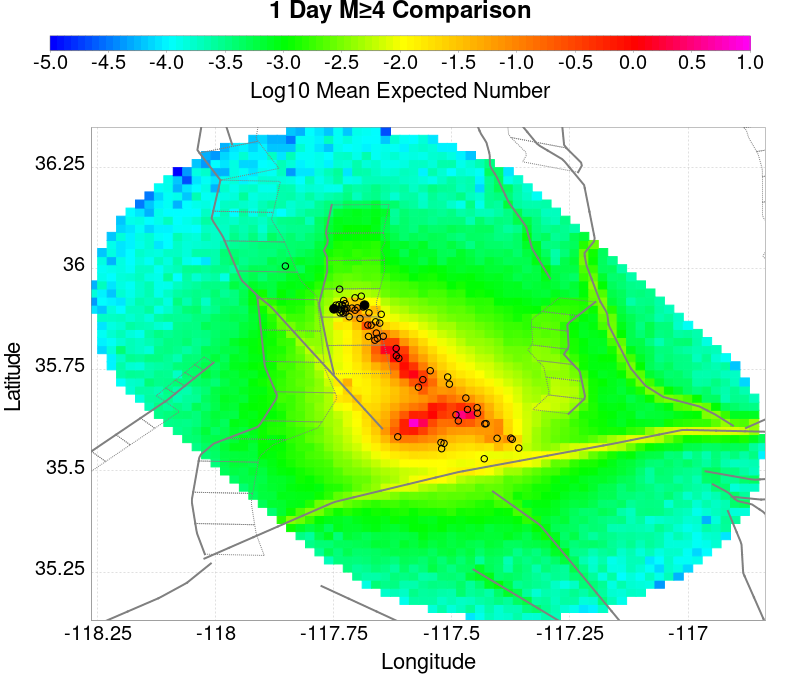 1 Day M≥4 Comparison
-5.0 -4.5 -4.0 -3.5 -3.0 -2.5 -2.0 -1.5 -1.0 -0.5 0.0 0.5 1.0
Log10 Mean Expected Number
36.25
36
35.75
35.5
35.25
Latitude
-118.25 -118 -117.75 -117.5 -117.25 -117
Longitude